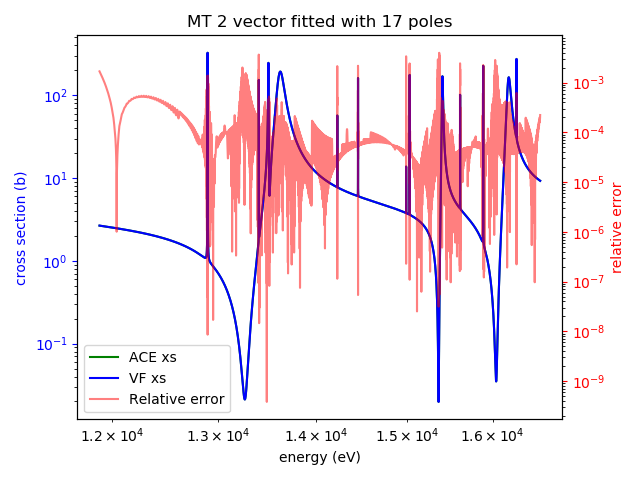 MT 2 vector fitted with 17 poles
10²
10¹
10⁰
10⁻¹
cross section (b)
10⁻³
10⁻⁴
10⁻⁵
10⁻⁶
10⁻⁷
10⁻⁸
10⁻⁹
relative error
ACE xs
VF xs
Relative error
1.2 × 10⁴ 1.3 × 10⁴ 1.4 × 10⁴ 1.5 × 10⁴ 1.6 × 10⁴
energy (eV)